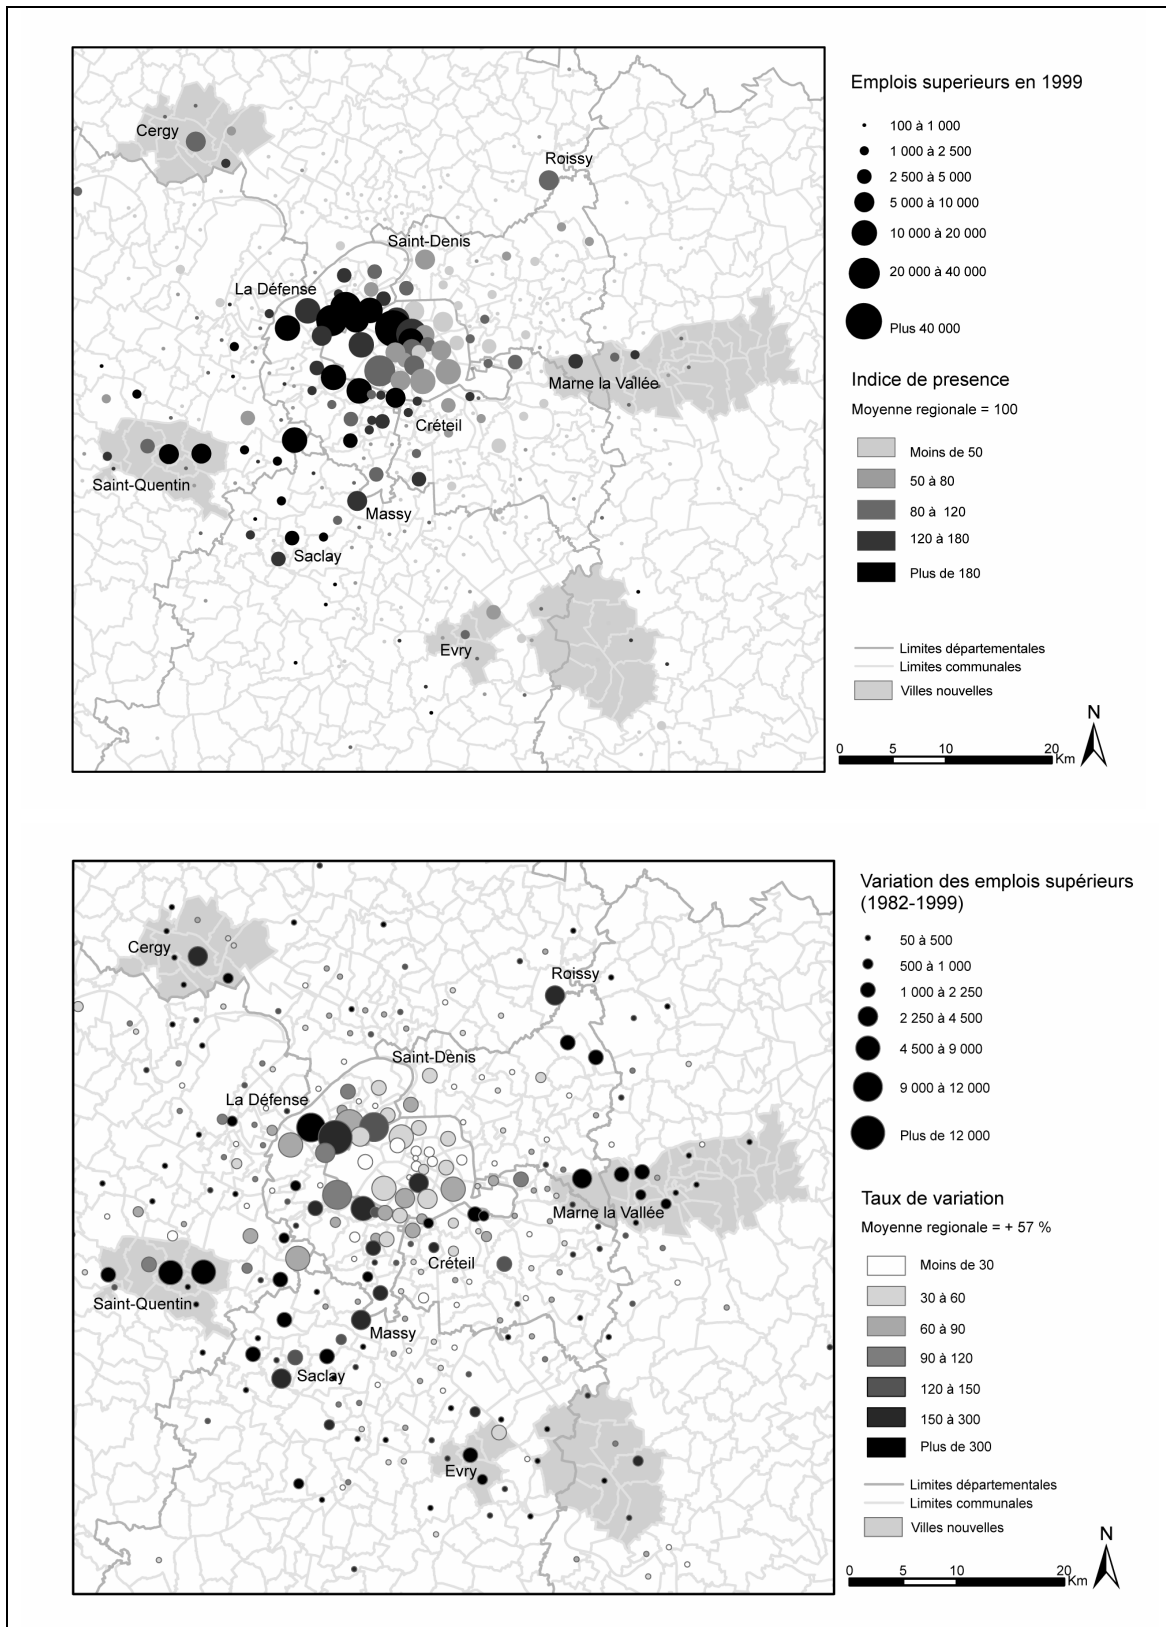 Cergy
Roissy
Saint-Denis
La Défense
Marne la Vallée
Créteil
Saint-Quentin
Massy
Saclay
Evry
Emplois superieurs en 1999
100 à 1 000
1 000 à 2 500
2 500 à 5 000
5 000 à 10 000
10 000 à 20 000
20 000 à 40 000
Plus 40 000
Indice de presence
Moyenne regionale = 100
Moins de 50
50 à 80
80 à 120
120 à 180
Plus de 180
Limites départementales
Limites communales
Villes nouvelles
N
0 5 10 20
Km
Cergy
Roissy
Saint-Denis
La Défense
Marne la Vallée
Créteil
Saint-Quentin
Massy
Saclay
Evry
Variation des emplois supérieurs
(1982-1999)
50 à 500
500 à 1 000
1 000 à 2 250
2 250 à 4 500
4 500 à 9 000
9 000 à 12 000
Plus de 12 000
Taux de variation
Moyenne regionale = + 57 %
Moins de 30
30 à 60
60 à 90
90 à 120
120 à 150
150 à 300
Plus de 300
Limites départementales
Limites communales
Villes nouvelles
N
0 5 10 20
Km